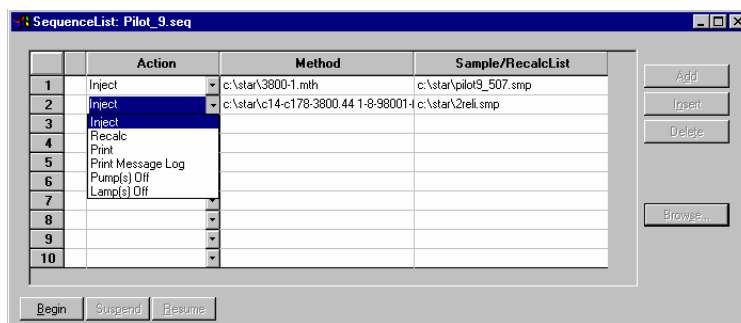 SequenceList: Pilot_9.seq
Action Method Sample/RecalcList
1 Inject c:\star\3800-1.mth c:\star\pilot9_507.smp
2 Inject c:\star\c14-c178-3800.44 1-8-98001- c:\star\2reli.smp
3 Inject
Recalc
4 Print
5 Print Message Log
6 Pump(s) Off
Lamp(s) Off
7
8
9
10
Add
Insert
Delete
Browse...
Begin Suspend Resume